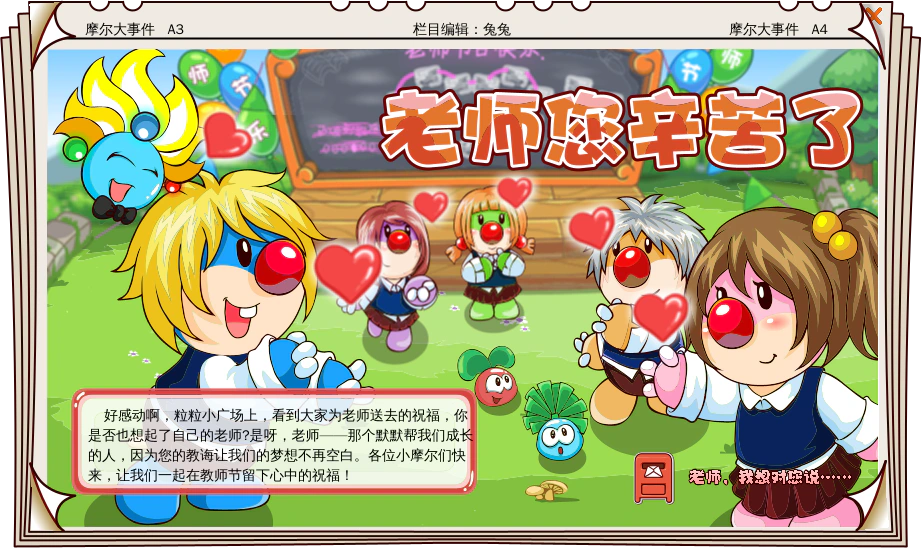 摩尔大事件 A3
栏目编辑：兔兔
摩尔大事件 A4
师
节
乐
节
师
老师您辛苦了
好感动啊，粒粒小广场上，看到大家为老师送去的祝福，你
是否也想起了自己的老师?是呀，老师——那个默默帮我们成长
的人，因为您的教诲让我们的梦想不再空白。各位小摩尔们快
来，让我们一起在教师节留下心中的祝福！
老师，我想对您说……